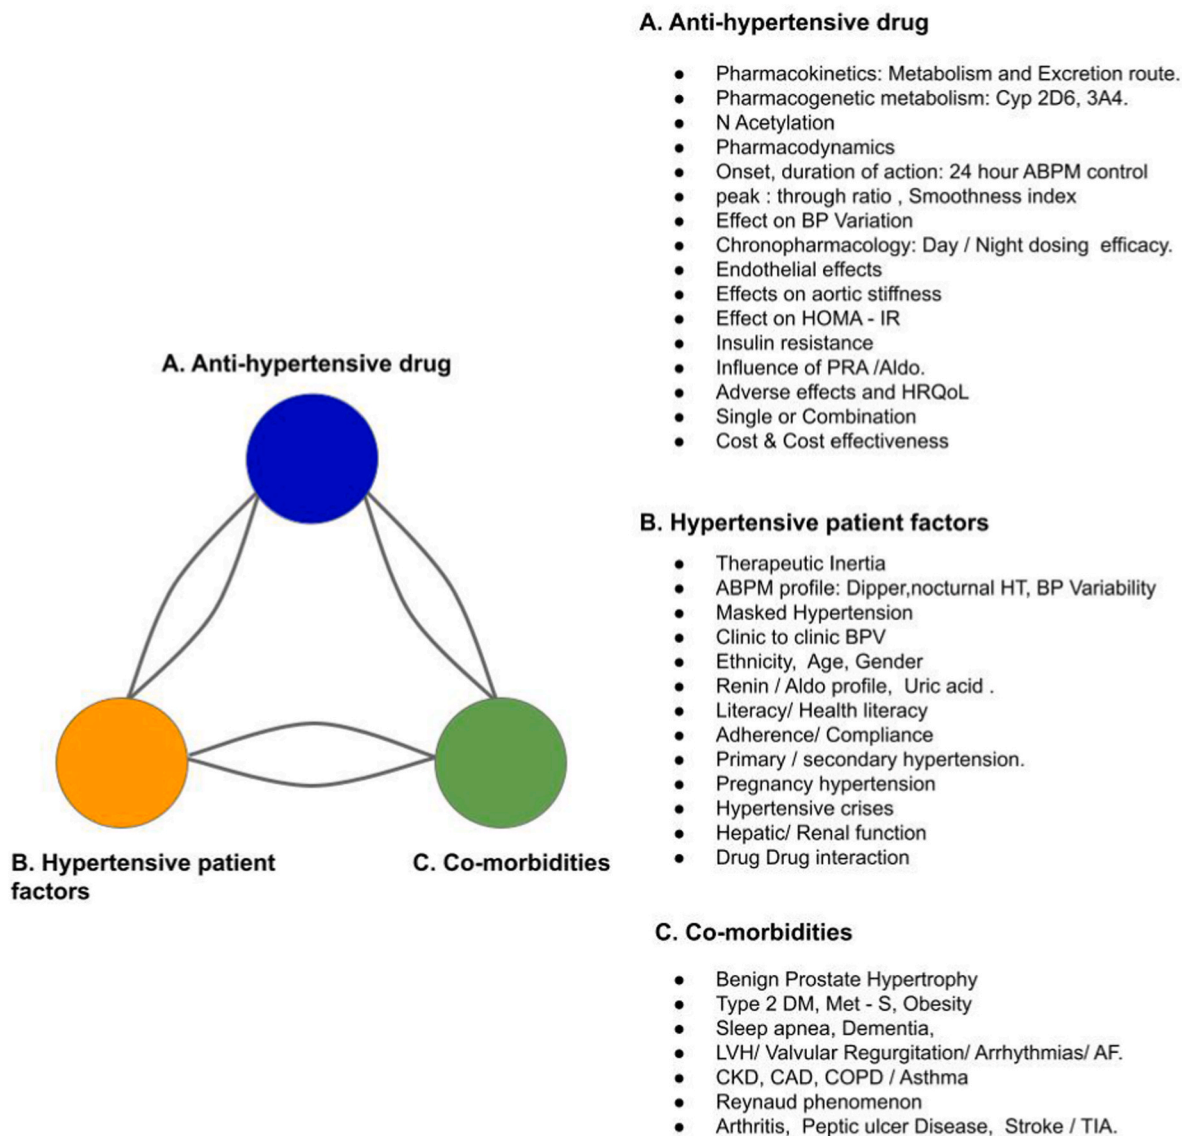 A. Anti-hypertensive drug
B. Hypertensive patient
factors
C. Co-morbidities
A. Anti-hypertensive drug
● Pharmacokinetics: Metabolism and Excretion route.
● Pharmacogenetic metabolism: Cyp 2D6, 3A4.
● N Acetylation
● Pharmacodynamics
● Onset, duration of action: 24 hour ABPM control
● peak : through ratio , Smoothness index
● Effect on BP Variation
● Chronopharmacology: Day / Night dosing efficacy.
● Endothelial effects
● Effects on aortic stiffness
● Effect on HOMA - IR
● Insulin resistance
● Influence of PRA /Aldo.
● Adverse effects and HRQoL
● Single or Combination
● Cost & Cost effectiveness
B. Hypertensive patient factors
● Therapeutic Inertia
● ABPM profile: Dipper,nocturnal HT, BP Variability
● Masked Hypertension
● Clinic to clinic BPV
● Ethnicity, Age, Gender
● Renin / Aldo profile, Uric acid .
● Literacy/ Health literacy
● Adherence/ Compliance
● Primary / secondary hypertension.
● Pregnancy hypertension
● Hypertensive crises
● Hepatic/ Renal function
● Drug Drug interaction
C. Co-morbidities
● Benign Prostate Hypertrophy
● Type 2 DM, Met - S, Obesity
● Sleep apnea, Dementia,
● LVH/ Valvular Regurgitation/ Arrhythmias/ AF.
● CKD, CAD, COPD / Asthma
● Reynaud phenomenon
● Arthritis, Peptic ulcer Disease, Stroke / TIA.